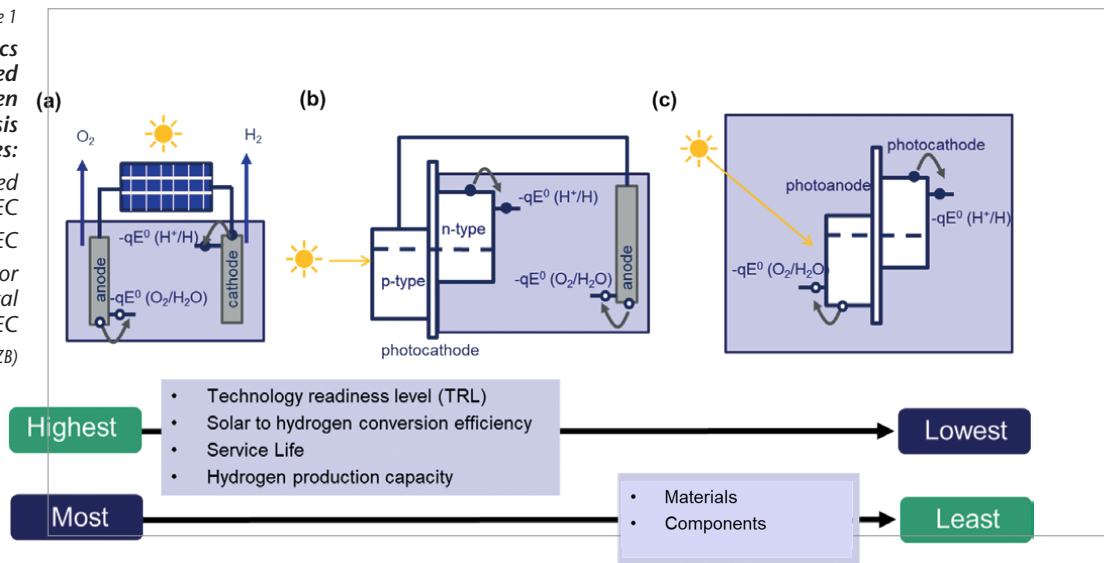 e 1
cs
ed
en
sis
es:
ed
EC
EC
or
al
EC
ZB)
(a)
O₂
H₂
-qE⁰ (H⁺/H)
anode
cathode
-qE⁰ (O₂/H₂O)
(b)
-qE⁰ (H⁺/H)
n-type
p-type
-qE⁰ (O₂/H₂O)
anode
photocathode
(c)
photocathode
photoanode
-qE⁰ (H⁺/H)
-qE⁰ (O₂/H₂O)
Highest
• Technology readiness level (TRL)
• Solar to hydrogen conversion efficiency
• Service Life
• Hydrogen production capacity
Lowest
Most
• Materials
• Components
Least